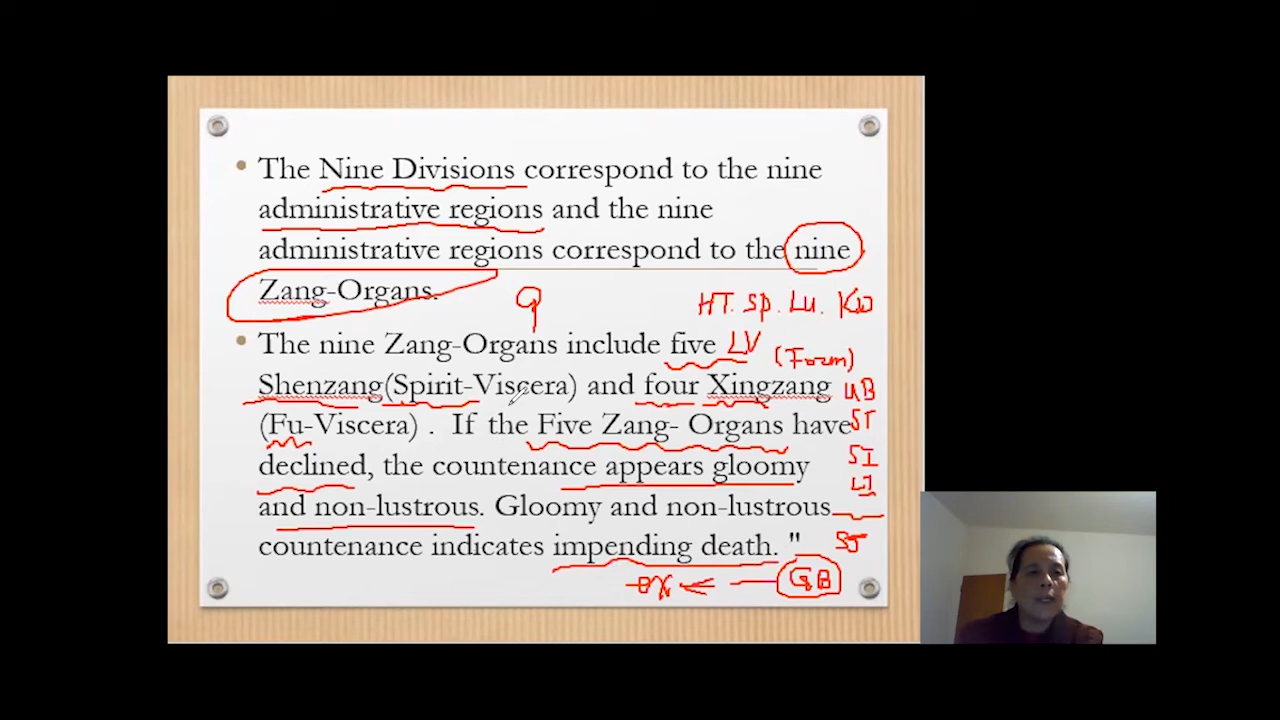 • The Nine Divisions correspond to the nine
administrative regions and the nine
administrative regions correspond to the nine
Zang-Organs.
9 HT. Sp. Lu. KD
• The nine Zang-Organs include five LV (Form)
Shenzang(Spirit-Viscera) and four Xingzang UB
(Fu-Viscera) . If the Five Zang- Organs have ST
declined, the countenance appears gloomy SI
LI
and non-lustrous. Gloomy and non-lustrous
countenance indicates impending death. " SJ
GB